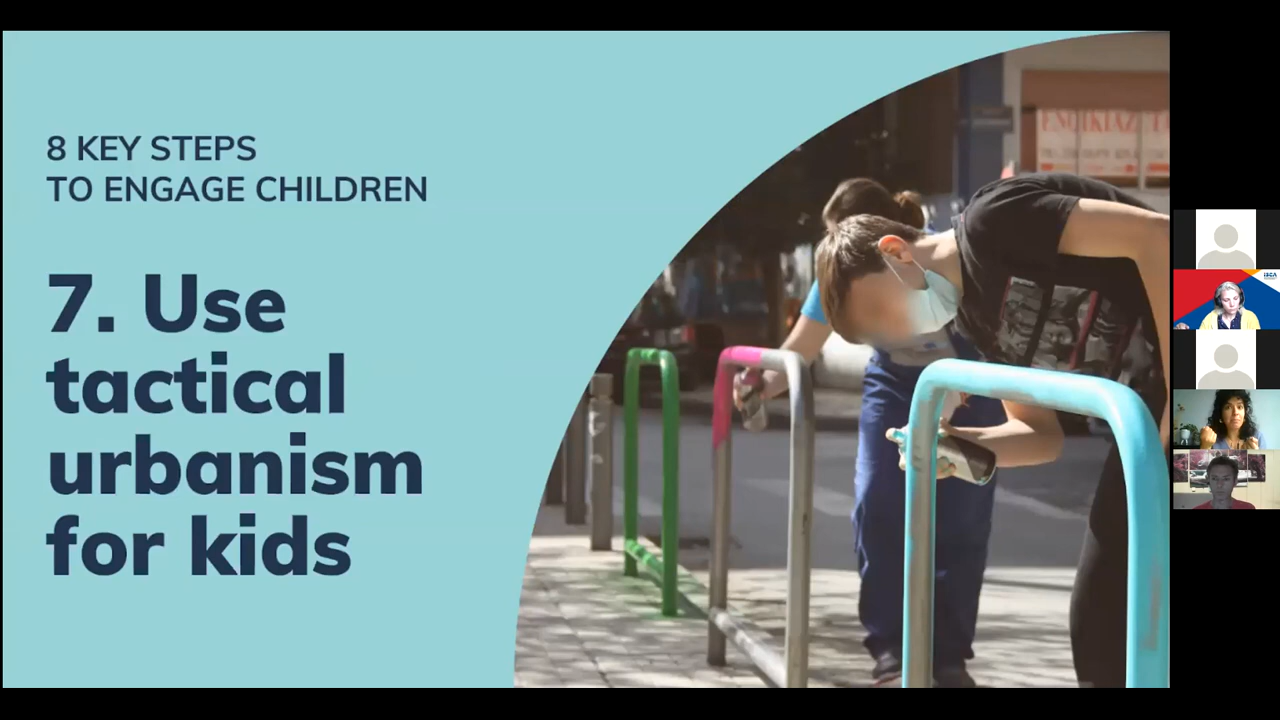 8 KEY STEPS
TO ENGAGE CHILDREN
7. Use
tactical
urbanism
for kids